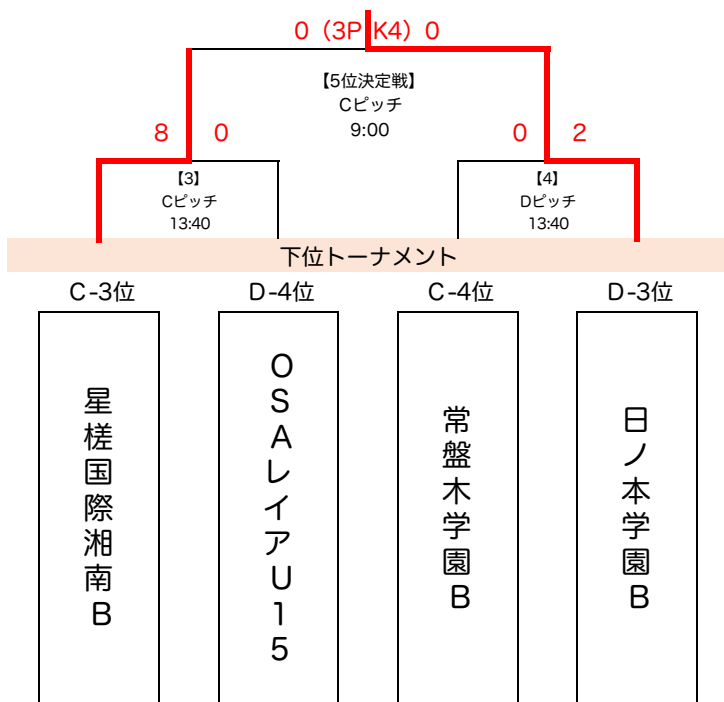 0（3PK4）0
【5位決定戦】
Cピッチ
9:00
8 0
0 2
【3】
Cピッチ
13:40
【4】
Dピッチ
13:40
下位トーナメント
C-3位
D-4位
C-4位
D-3位
星槎国際湘南B
OSAレイアU15
常盤木学園B
日ノ本学園B